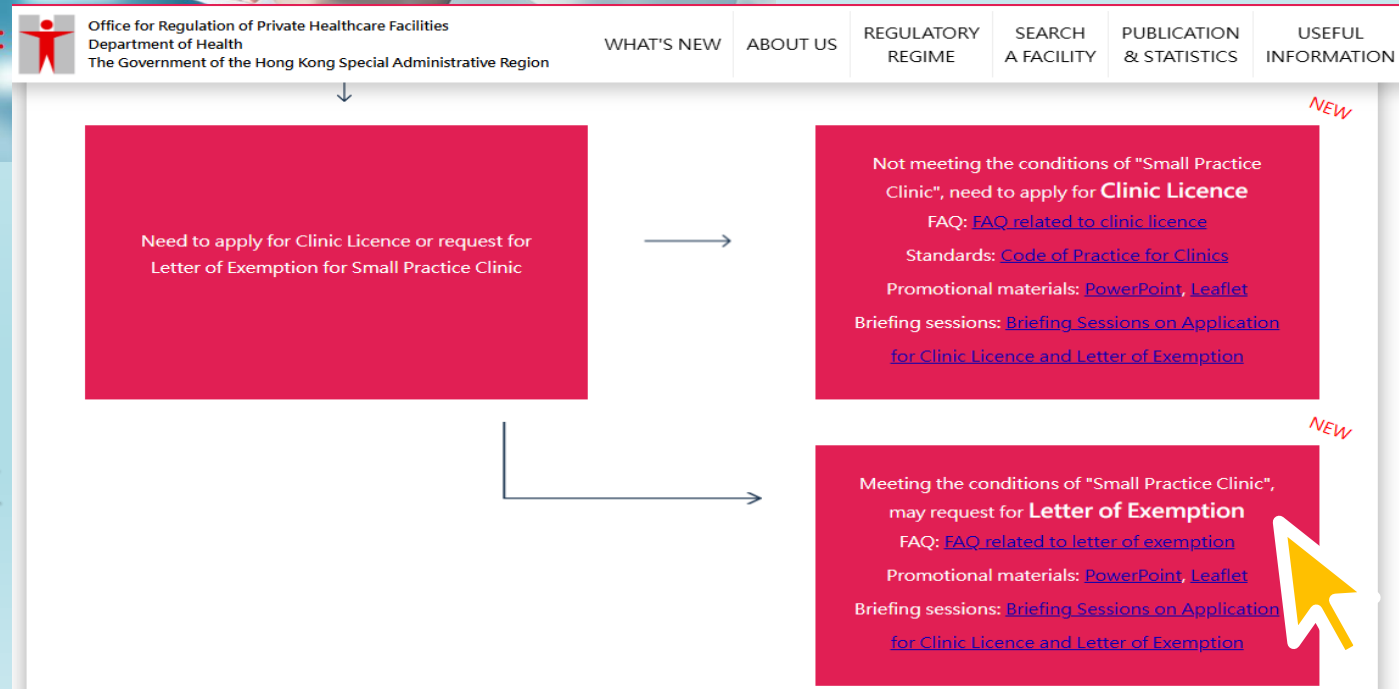 Office for Regulation of Private Healthcare Facilities
Department of Health
The Government of the Hong Kong Special Administrative Region
WHAT'S NEW
ABOUT US
REGULATORY
REGIME
SEARCH
A FACILITY
PUBLICATION
& STATISTICS
USEFUL
INFORMATION
Need to apply for Clinic Licence or request for
Letter of Exemption for Small Practice Clinic
NEW
Not meeting the conditions of "Small Practice
Clinic", need to apply for Clinic Licence
FAQ: FAQ related to clinic licence
Standards: Code of Practice for Clinics
Promotional materials: PowerPoint, Leaflet
Briefing sessions: Briefing Sessions on Application
for Clinic Licence and Letter of Exemption
NEW
Meeting the conditions of "Small Practice Clinic",
may request for Letter of Exemption
FAQ: FAQ related to letter of exemption
Promotional materials: PowerPoint, Leaflet
Briefing sessions: Briefing Sessions on Application
for Clinic Licence and Letter of Exemption